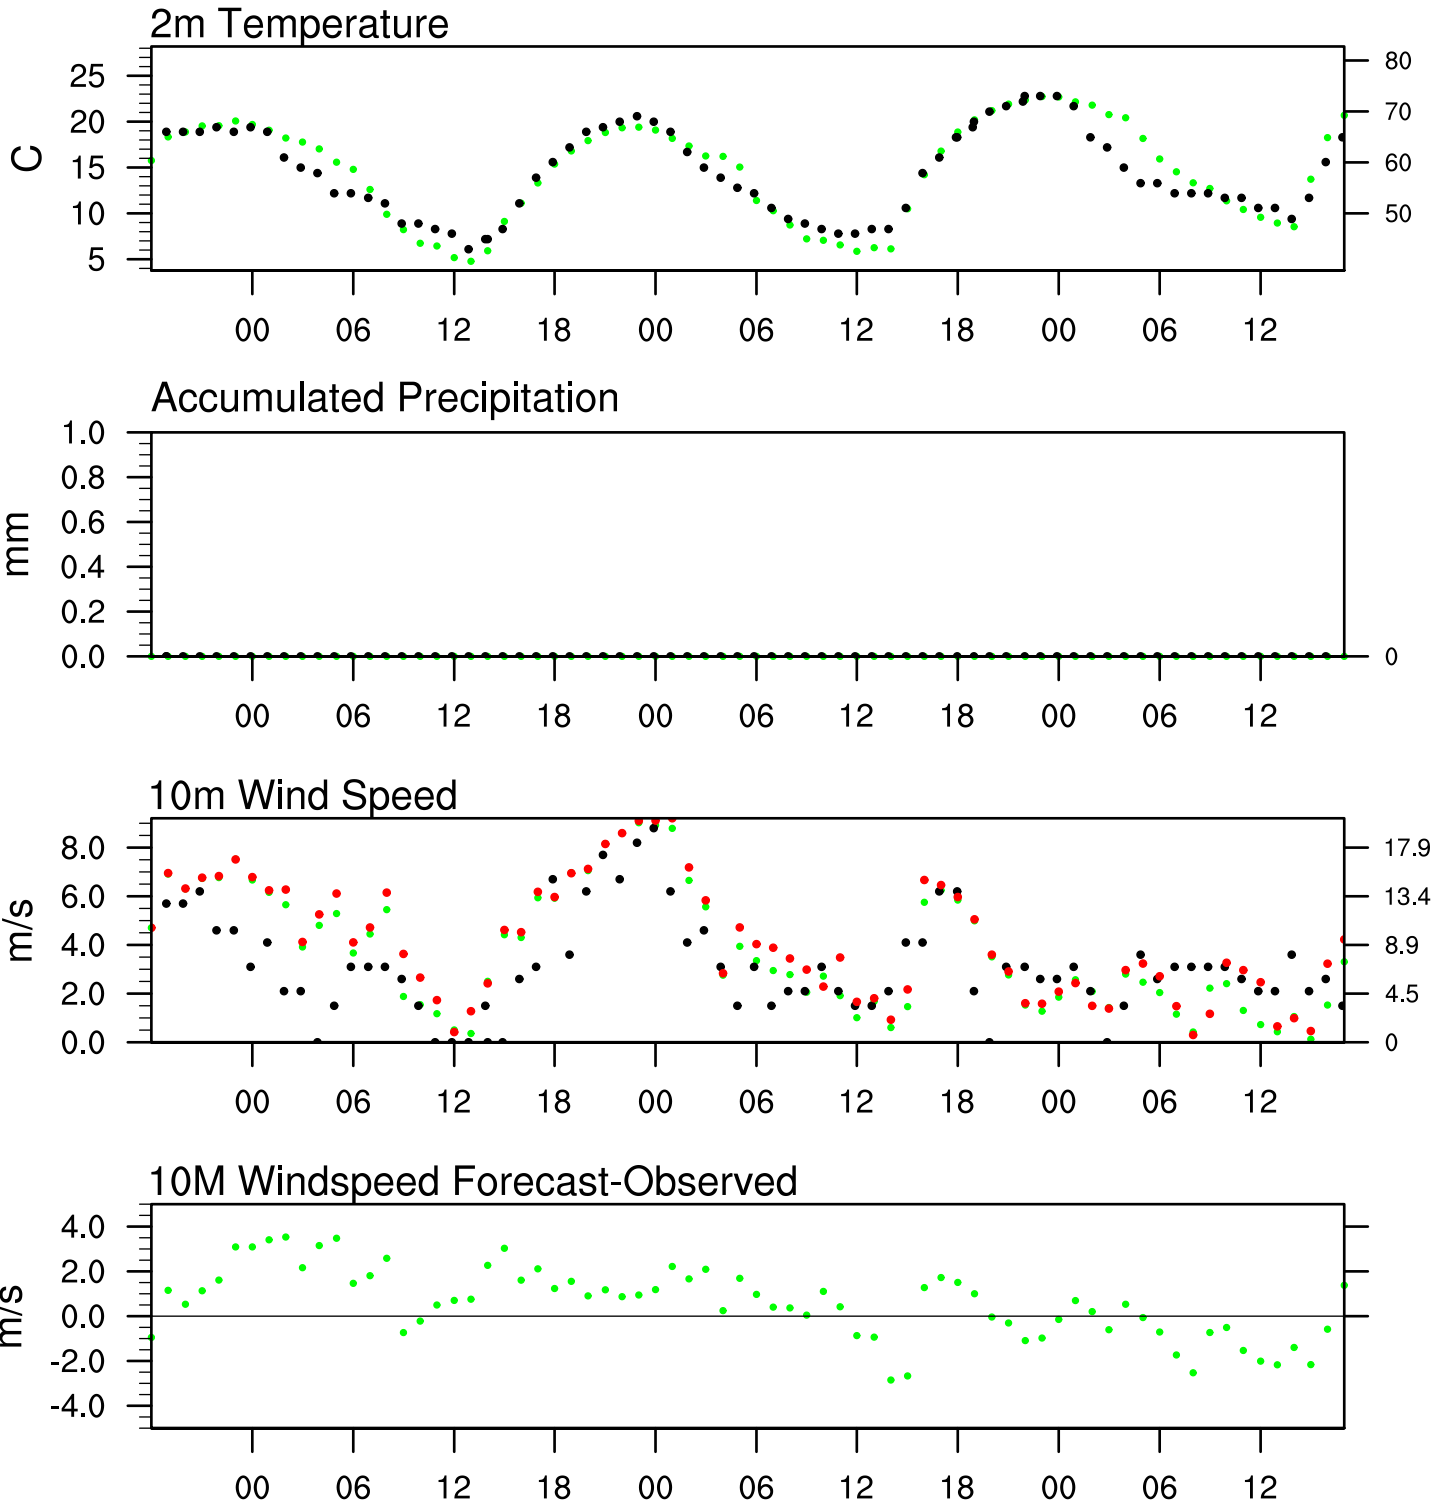 2m Temperature
25
20
15
10
5
C
80
70
60
50
00 06 12 18 00 06 12 18 00 06 12
Accumulated Precipitation
1.0
0.8
0.6
0.4
0.2
0.0
mm
0
00 06 12 18 00 06 12 18 00 06 12
10m Wind Speed
8.0
6.0
4.0
2.0
0.0
m/s
17.9
13.4
8.9
4.5
0
00 06 12 18 00 06 12 18 00 06 12
10M Windspeed Forecast-Observed
4.0
2.0
0.0
-2.0
-4.0
m/s
00 06 12 18 00 06 12 18 00 06 12